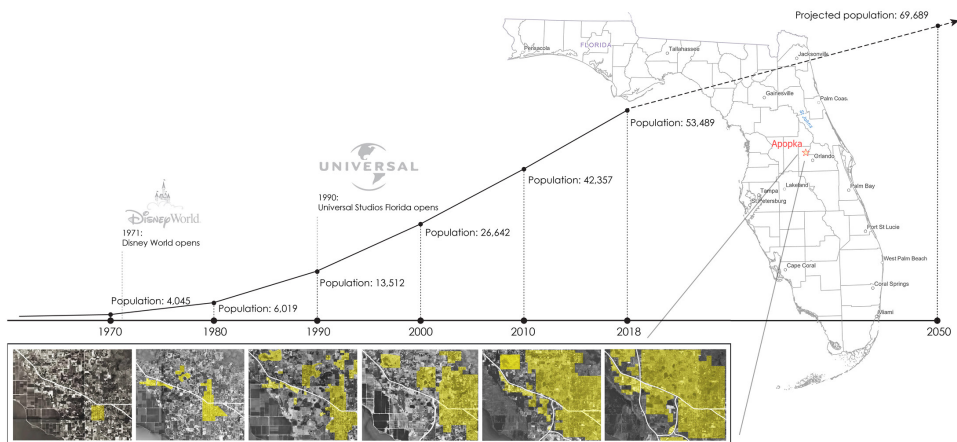 Projected population: 69,689
Pensacola
FLORIDA
Tallahassee
Jacksonville
Gainesville
Palm Coas.
St Johns
Population: 53,489
Apopka
Orlando
UNIVERSAL
Population: 42,357
Disney World
1990:
Universal Studios Florida opens
Tampa
Lakeland
Palm Bay
St Petersburg
1971:
Disney World opens
Population: 26,642
Port St Lucie
West Palm Beach
Cape Coral
Population: 13,512
Coral Springs
Population: 4,045
Population: 6,019
Miami
1970
1980
1990
2000
2010
2018
2050